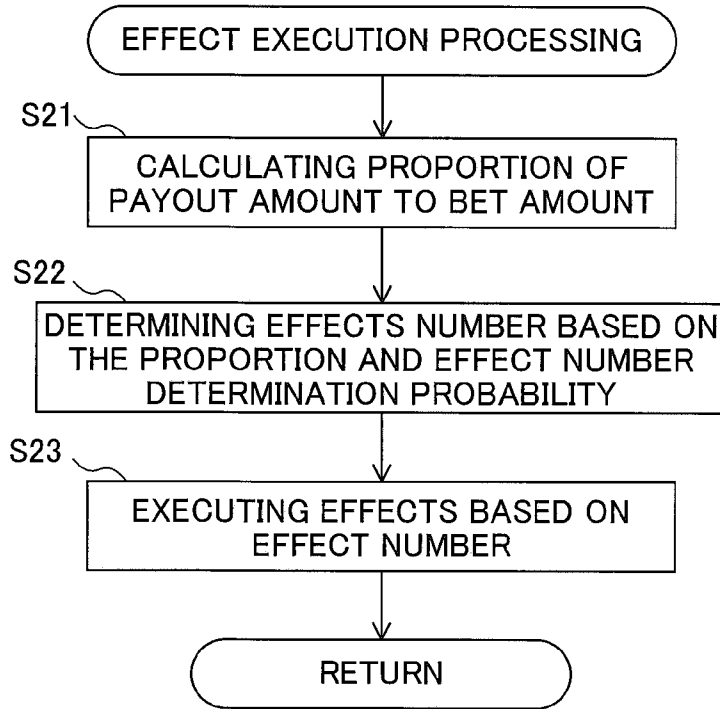 EFFECT EXECUTION PROCESSING
S21
CALCULATING PROPORTION OF
PAYOUT AMOUNT TO BET AMOUNT
S22
DETERMINING EFFECTS NUMBER BASED ON
THE PROPORTION AND EFFECT NUMBER
DETERMINATION PROBABILITY
S23
EXECUTING EFFECTS BASED ON
EFFECT NUMBER
RETURN